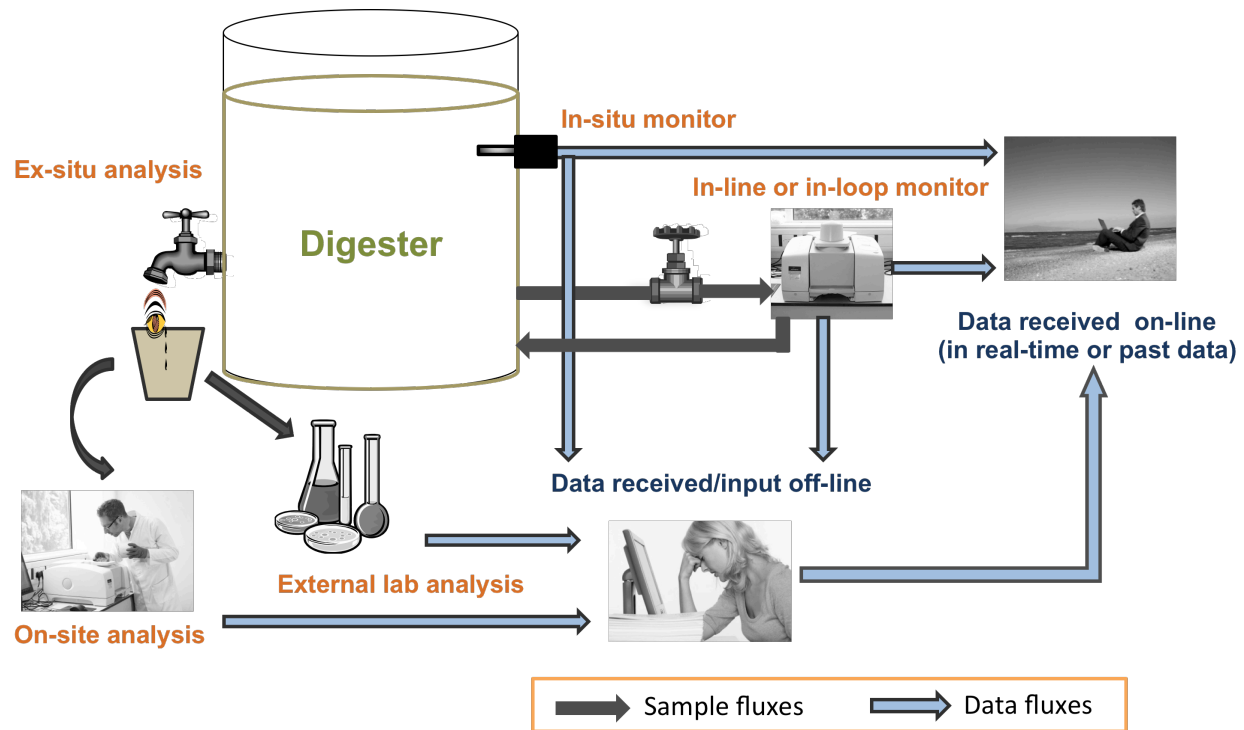 In-situ monitor
Ex-situ analysis
In-line or in-loop monitor
Digester
Data received on-line
(in real-time or past data)
Data received/input off-line
External lab analysis
On-site analysis
Sample fluxes
Data fluxes